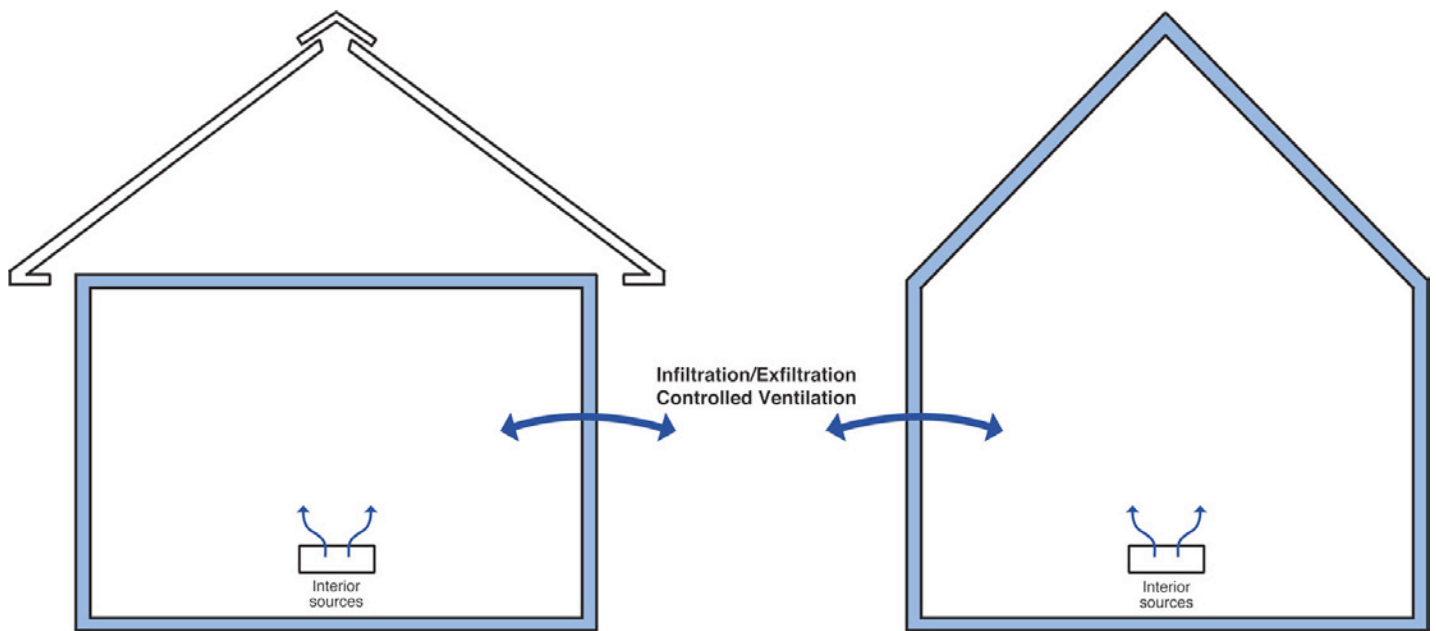 Infiltration/Exfiltration
Controlled Ventilation
Interior
sources
Interior
sources